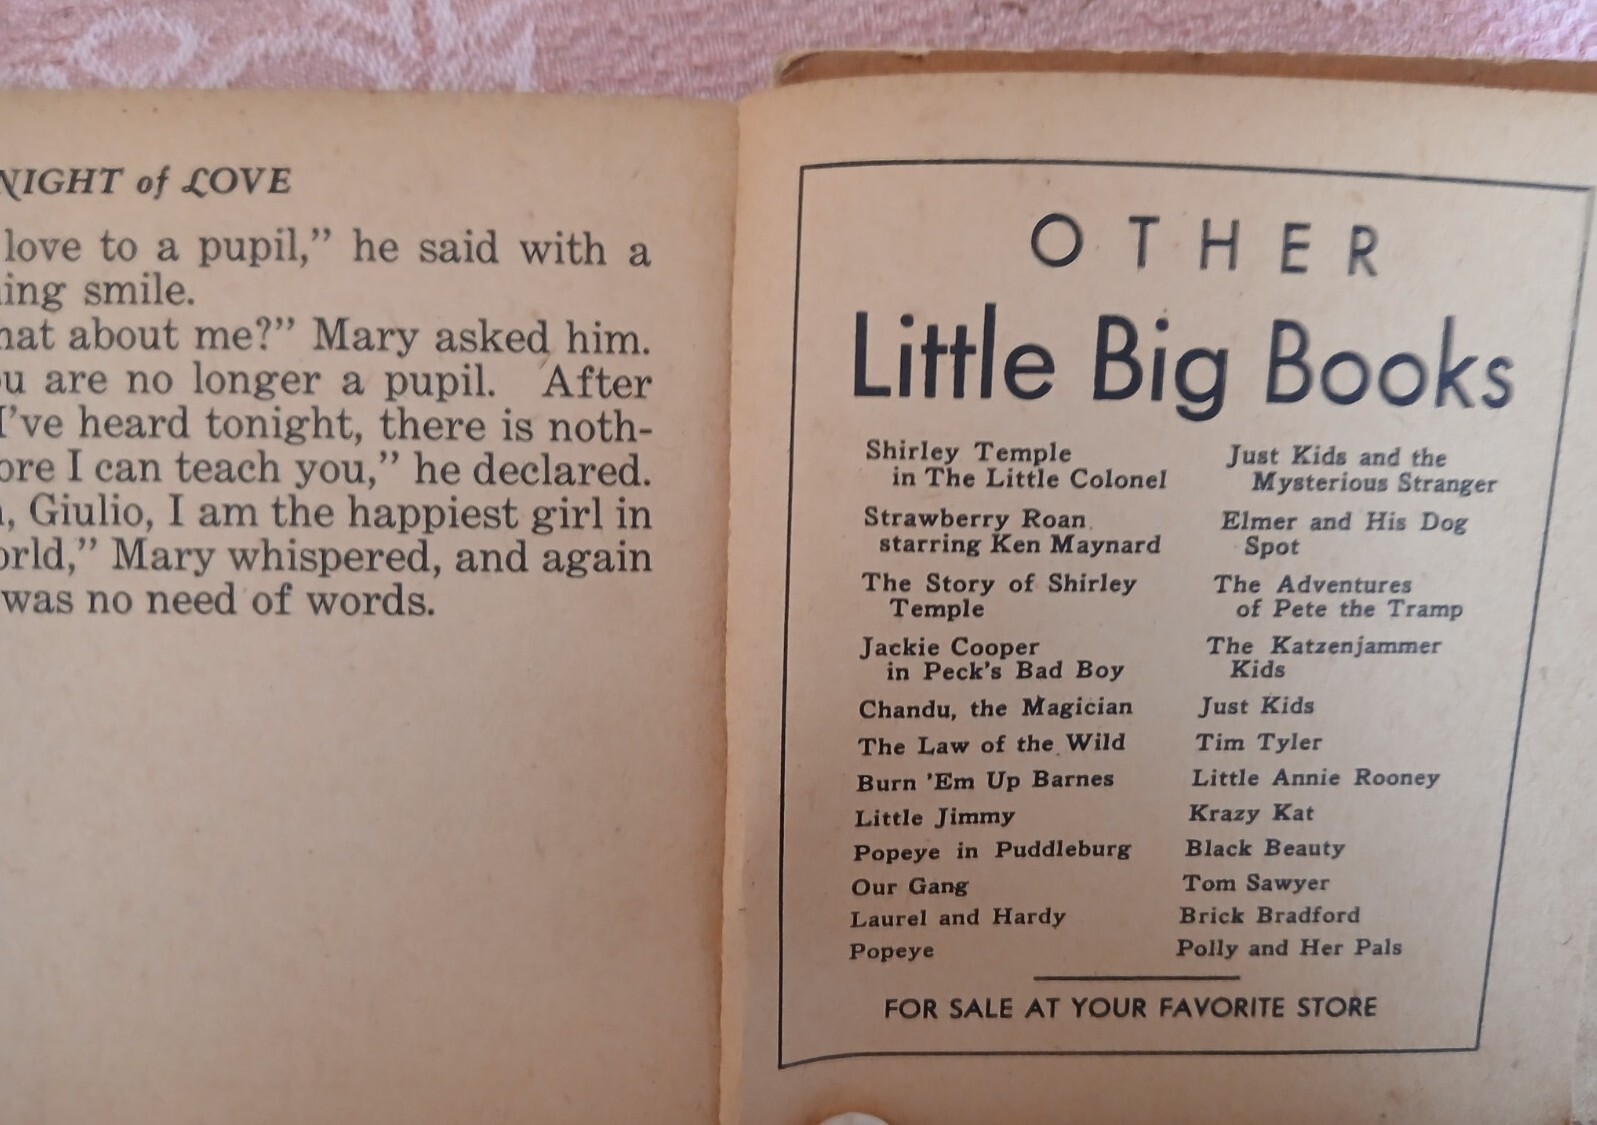 NIGHT of LOVE
love to a pupil,” he said with a
ing smile.
hat about me?” Mary asked him.
ou are no longer a pupil. After
I’ve heard tonight, there is noth-
ore I can teach you,” he declared.
, Giulio, I am the happiest girl in
orld,” Mary whispered, and again
was no need of words.
OTHER
Little Big Books
Shirley Temple
in The Little Colonel
Strawberry Roan
starring Ken Maynard
The Story of Shirley
Temple
Jackie Cooper
in Peck's Bad Boy
Chandu, the Magician
The Law of the Wild
Burn 'Em Up Barnes
Little Jimmy
Popeye in Puddleburg
Our Gang
Laurel and Hardy
Popeye
Just Kids and the
Mysterious Stranger
Elmer and His Dog
Spot
The Adventures
of Pete the Tramp
The Katzenjammer
Kids
Just Kids
Tim Tyler
Little Annie Rooney
Krazy Kat
Black Beauty
Tom Sawyer
Brick Bradford
Polly and Her Pals
FOR SALE AT YOUR FAVORITE STORE